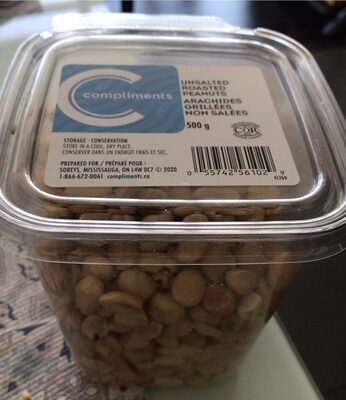 compliments
UNSALTED
ROASTED
PEANUTS
ARACHIDES
GRILLÉES
NON SALÉES
500 g
COR
STORAGE · CONSERVATION
STORE IN A COOL, DRY PLACE.
CONSERVER DANS UN ENDROIT FRAIS ET SEC.
PREPARED FOR / PRÉPARÉ POUR :
SOBEYS, MISSISSAUGA, ON L4W 0C7 © 2020
1-866-672-0061 compliments.ca
0 55742 56102 9